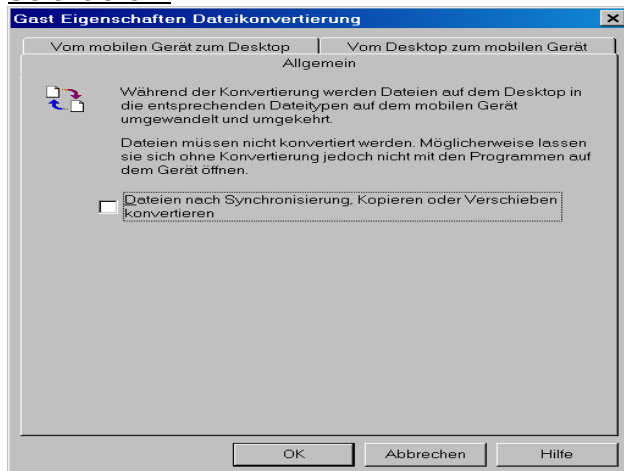 Gast Eigenschaften Dateikonvertierung
Vom mobilen Gerät zum Desktop
Vom Desktop zum mobilen Gerät
Allgemein
Während der Konvertierung werden Dateien auf dem Desktop in
die entsprechenden Dateitypen auf dem mobilen Gerät
umgewandelt und umgekehrt.
Dateien müssen nicht konvertiert werden. Möglicherweise lassen
sie sich ohne Konvertierung jedoch nicht mit den Programmen auf
dem Gerät öffnen.
Dateien nach Synchronisierung, Kopieren oder Verschieben
konvertieren
OK
Abbrechen
Hilfe